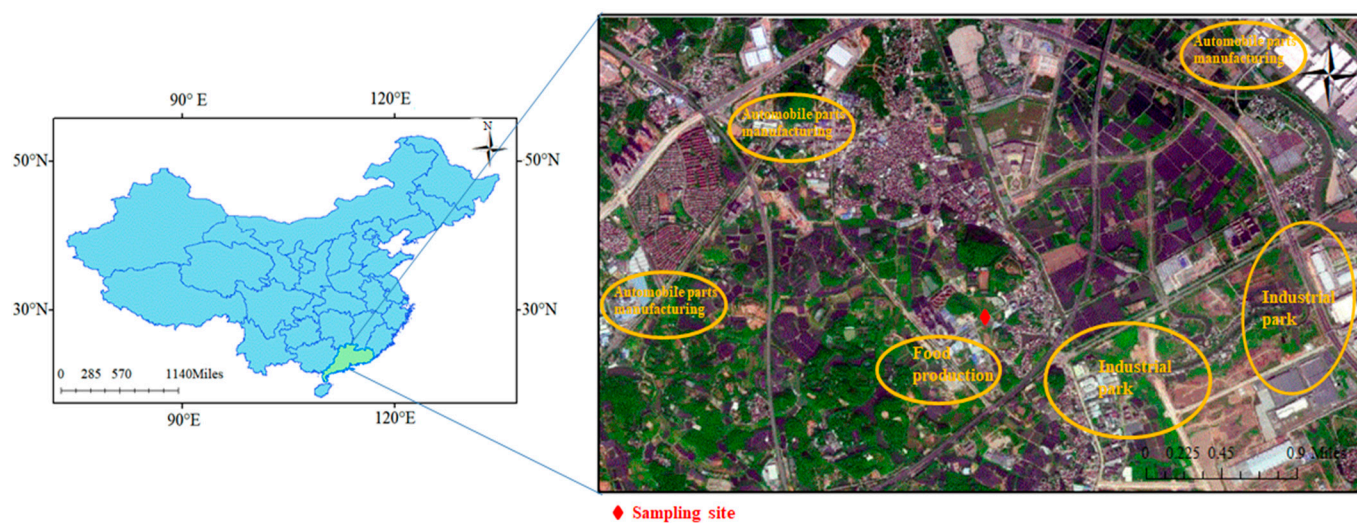 90° E
120°E
N
50°N
50°N
30°N
30°N
0 285 570 1140Miles
90°E
120°E
Automobile parts
manufacturing
Automobile parts
manufacturing
Automobile parts
manufacturing
Industrial
park
Food
production
Industrial
park
0 0.225 0.45 0.9 Miles
Sampling site